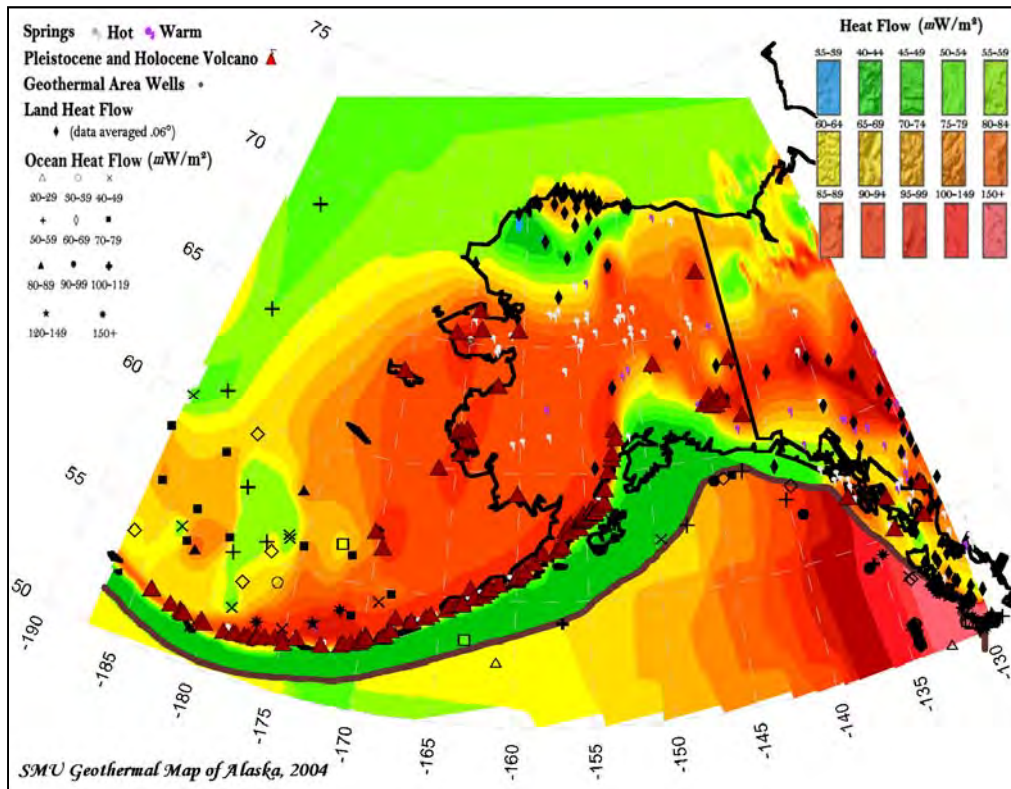 Springs Hot Warm
Pleistocene and Holocene Volcano
Geothermal Area Wells
Land Heat Flow
(data averaged .06°)
Ocean Heat Flow (mW/m²)
20-29 30-39 40-49
50-59 60-69 70-79
80-89 90-99 100-119
120-149 150+
Heat Flow (mW/m²)
35-39 40-44 45-49 50-54 55-59
60-64 65-69 70-74 75-79 80-84
85-89 90-94 95-99 100-149 150+
75
70
65
60
55
50
-190
-185
-180
-175
-170
-165
-160
-155
-150
-145
-140
-135
-130
SMU Geothermal Map of Alaska, 2004